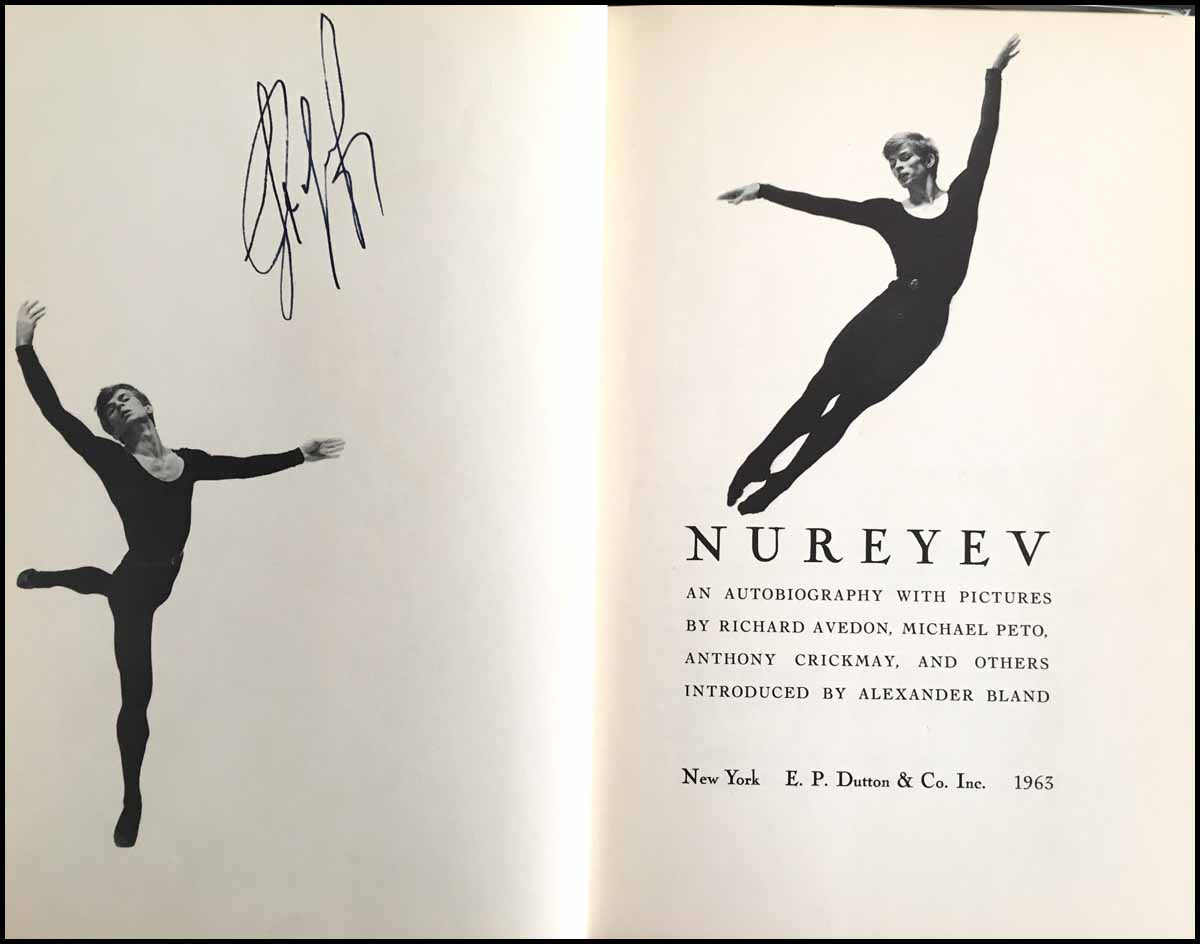 NUREYEV
AN AUTOBIOGRAPHY WITH PICTURES
BY RICHARD AVEDON, MICHAEL PETO,
ANTHONY CRICKMAY, AND OTHERS
INTRODUCED BY ALEXANDER BLAND
New York E. P. Dutton & Co. Inc. 1963